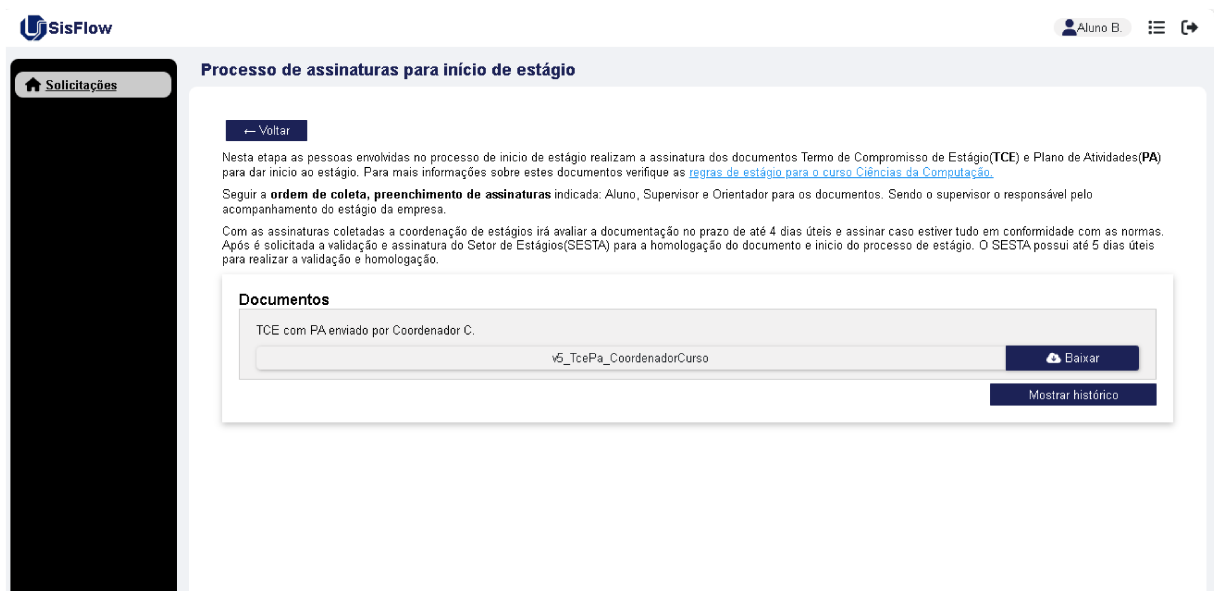 SisFlow
Aluno B.
Solicitações
Processo de assinaturas para início de estágio
← Voltar
Nesta etapa as pessoas envolvidas no processo de inicio de estágio realizam a assinatura dos documentos Termo de Compromisso de Estágio(TCE) e Plano de Atividades(PA)
para dar inicio ao estágio. Para mais informações sobre estes documentos verifique as regras de estágio para o curso Ciências da Computação.
Seguir a ordem de coleta, preenchimento de assinaturas indicada: Aluno, Supervisor e Orientador para os documentos. Sendo o supervisor o responsável pelo
acompanhamento do estágio da empresa.
Com as assinaturas coletadas a coordenação de estágios irá avaliar a documentação no prazo de até 4 dias úteis e assinar caso estiver tudo em conformidade com as normas.
Após é solicitada a validação e assinatura do Setor de Estágios(SESTA) para a homologação do documento e inicio do processo de estágio. O SESTA possui até 5 dias úteis
para realizar a validação e homologação.
Documentos
TCE com PA enviado por Coordenador C.
v5_TcePa_CoordenadorCurso
Baixar
Mostrar histórico